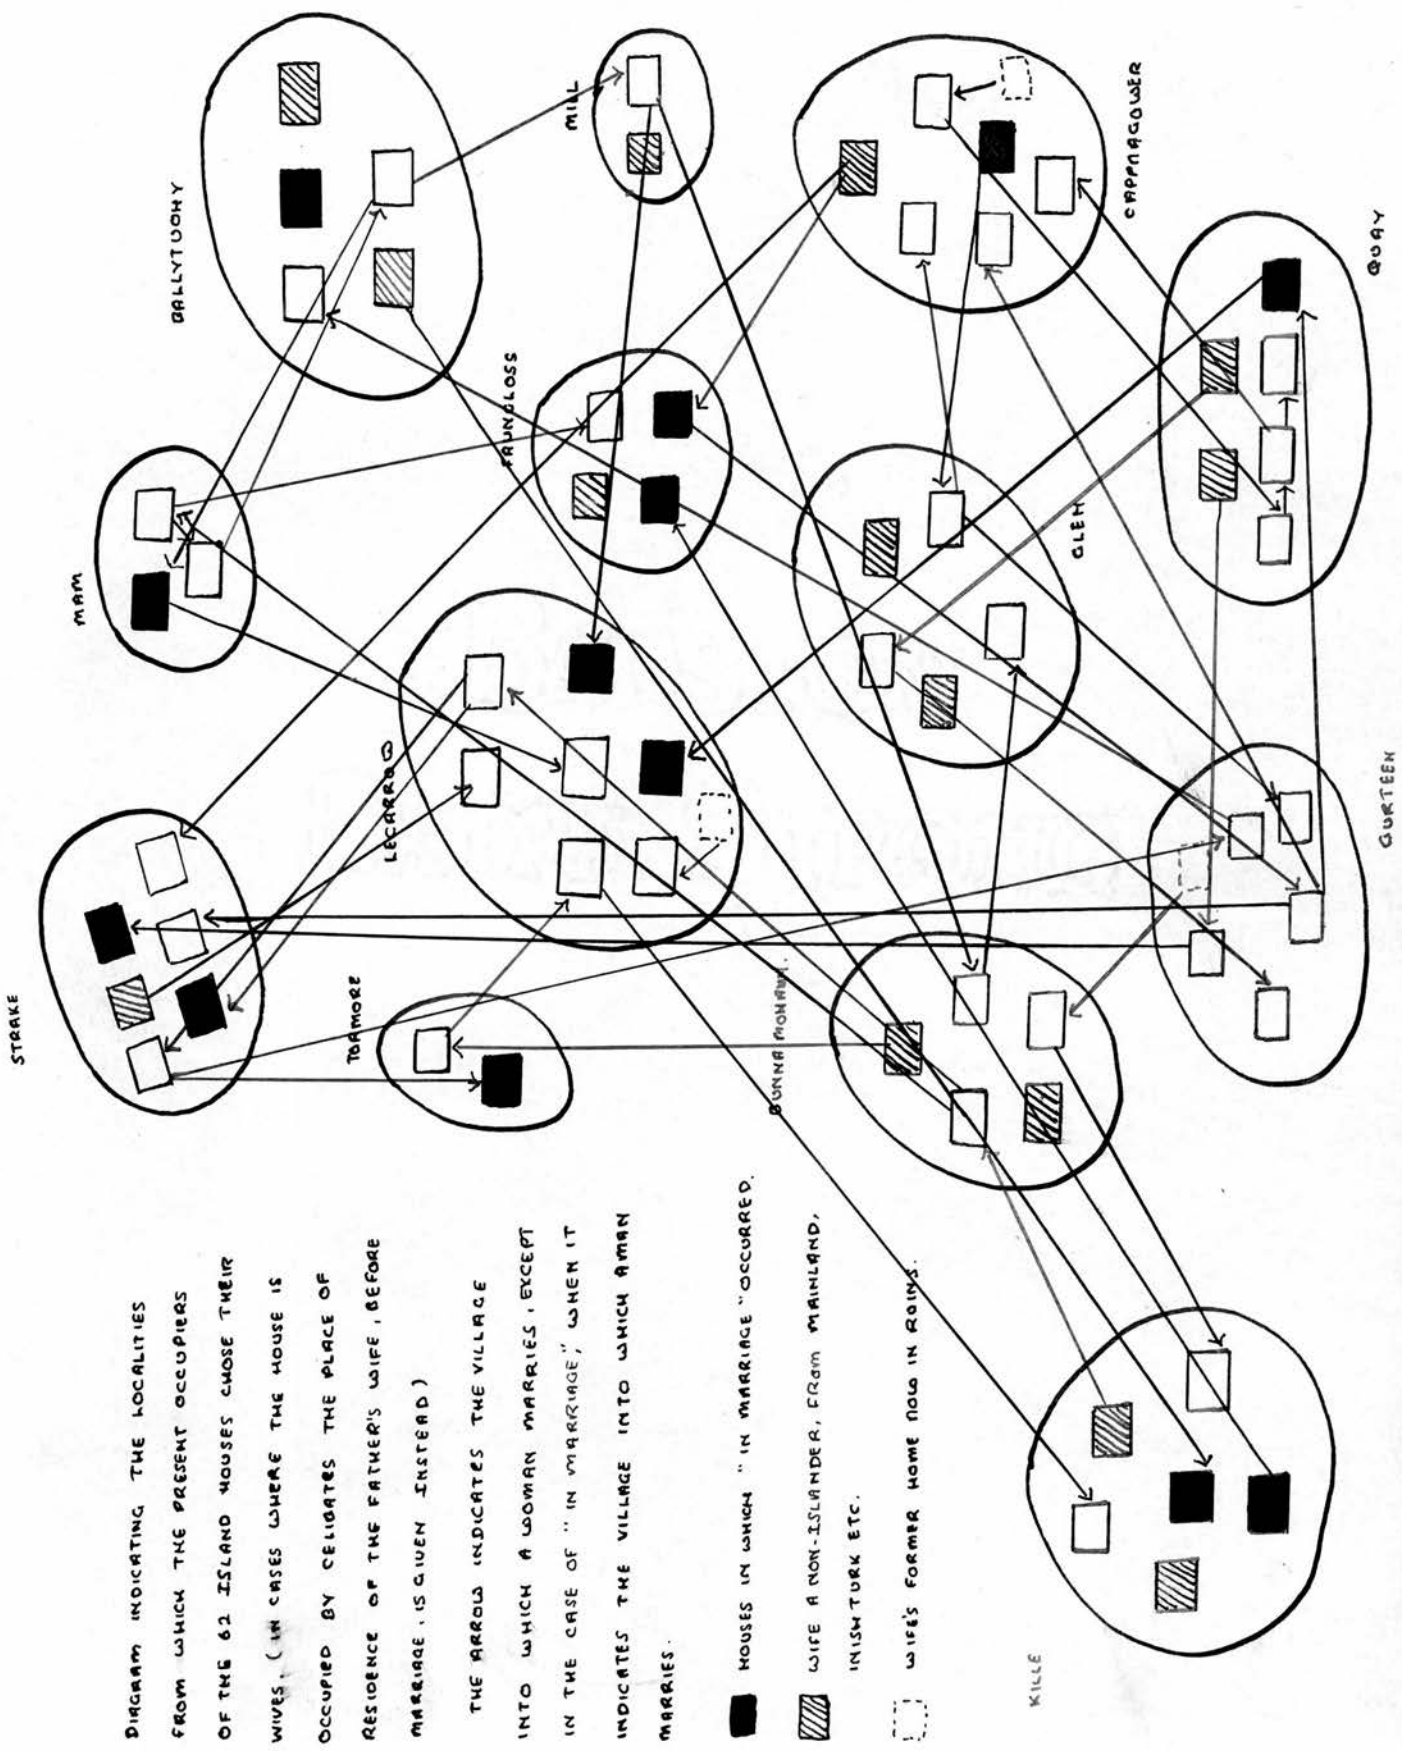 DIAGRAM INDICATING THE LOCALITIES
FROM WHICH THE PRESENT OCCUPIERS
OF THE 62 ISLAND HOUSES CHOSE THEIR
WIVES. (IN CASES WHERE THE HOUSE IS
OCCUPIED BY CELIBATES THE PLACE OF
RESIDENCE OF THE FATHER'S WIFE, BEFORE
MARRIAGE, IS GIVEN INSTEAD)
THE ARROW INDICATES THE VILLAGE
INTO WHICH A WOMAN MARRIES, EXCEPT
IN THE CASE OF "IN MARRIAGE," WHEN IT
INDICATES THE VILLAGE INTO WHICH A MAN
MARRIES.
HOUSES IN WHICH "IN MARRIAGE" OCCURRED.
WIFE A NON-ISLANDER, FROM MAINLAND,
INISHTURK ETC.
WIFE'S FORMER HOME NOW IN RAINS.
STRAKE
MAM
BALLYTUOHY
TORMORE
LECARROW
FAUNGLOSS
MILL
BUNNAMOHAUN.
GLEN
CAPPNAGOWER
KILLE
GURTEEN
QUAY